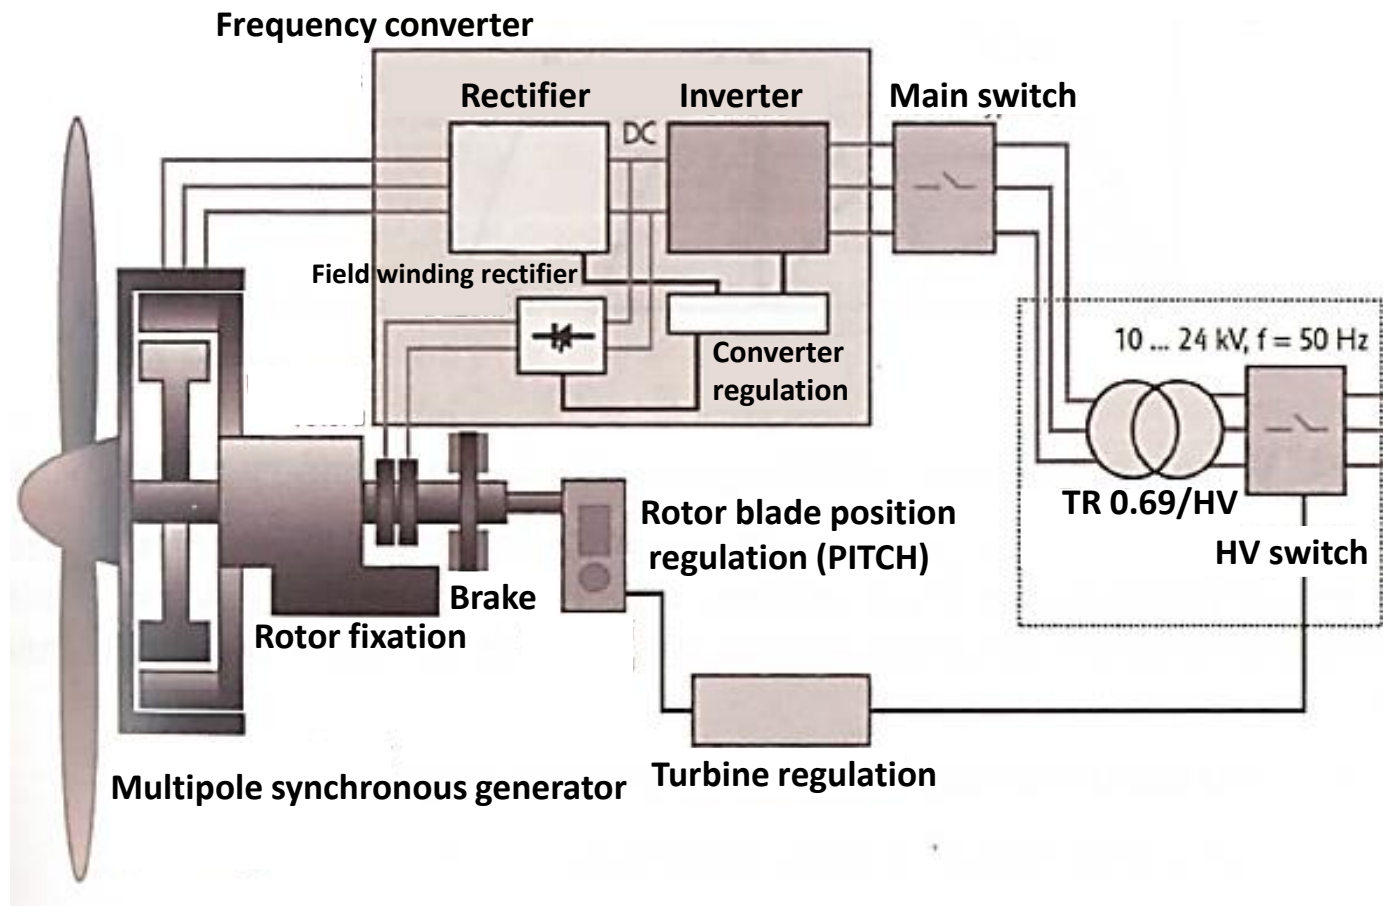 Frequency converter
Rectifier
Inverter
Main switch
DC
Field winding rectifier
Converter
regulation
10 ... 24 kV, f = 50 Hz
TR 0.69/HV
HV switch
Rotor blade position
regulation (PITCH)
Brake
Rotor fixation
Turbine regulation
Multipole synchronous generator